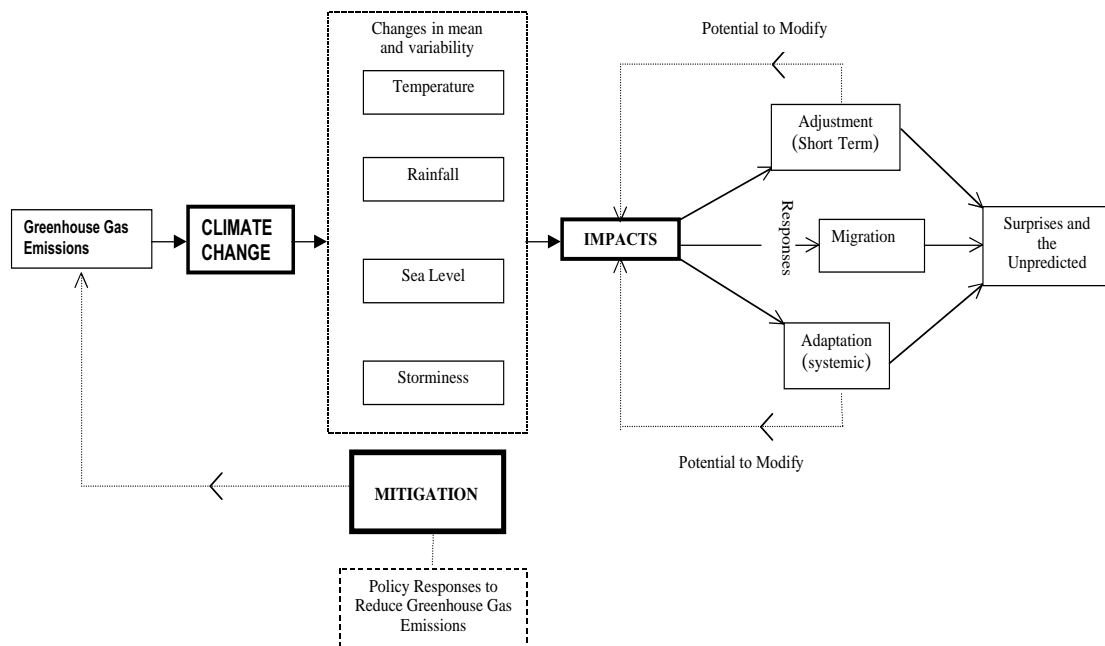 Changes in mean
and variability
Temperature
Rainfall
Sea Level
Storminess
Greenhouse Gas
Emissions
CLIMATE
CHANGE
IMPACTS
Potential to Modify
Adjustment
(Short Term)
Responses
Migration
Adaptation
(systemic)
Potential to Modify
Surprises and
the
Unpredicted
MITIGATION
Policy Responses to
Reduce Greenhouse Gas
Emissions